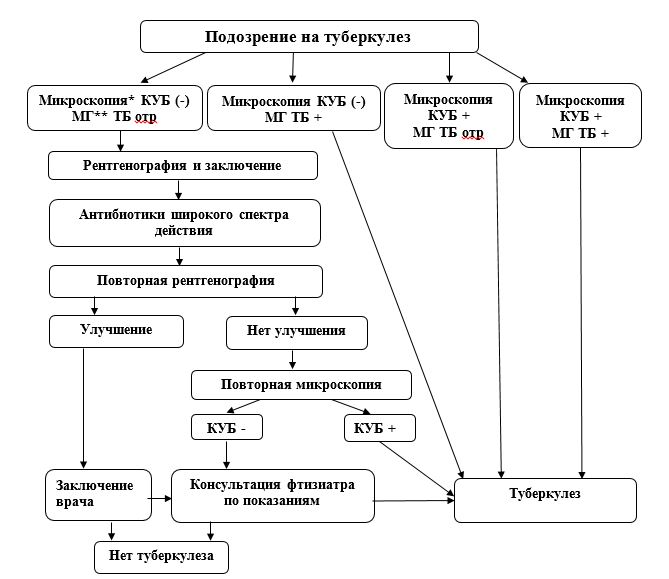 Подозрение на туберкулез
Микроскопия* КУБ (-)
МГ** ТБ отр
Микроскопия КУБ (-)
МГ ТБ +
Микроскопия
КУБ +
МГ ТБ отр
Микроскопия
КУБ +
МГ ТБ +
Рентгенография и заключение
Антибиотики широкого спектра
действия
Повторная рентгенография
Улучшение
Нет улучшения
Повторная микроскопия
КУБ -
КУБ +
Заключение
врача
Консультация фтизиатра
по показаниям
Туберкулез
Нет туберкулеза